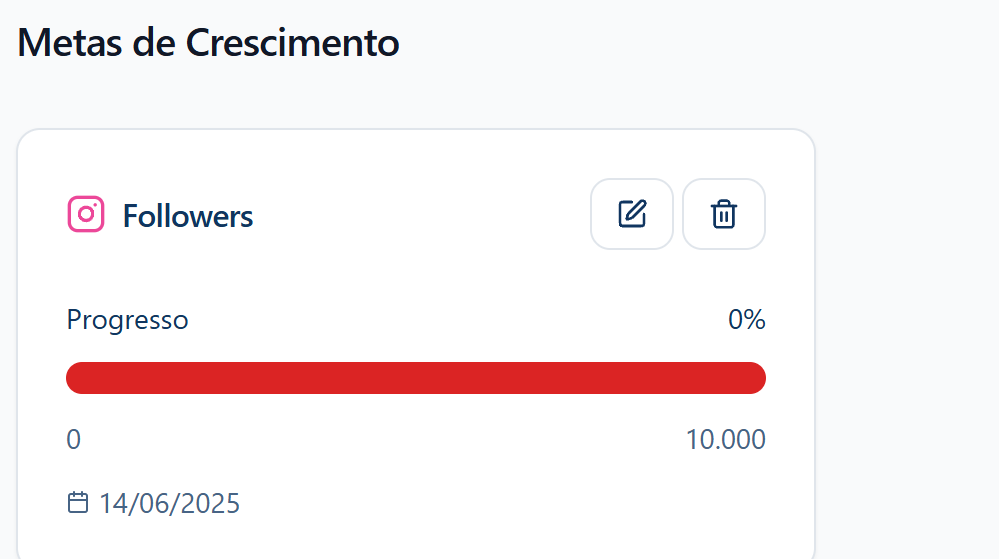 Metas de Crescimento
Followers
Progresso 0%
0 10.000
14/06/2025